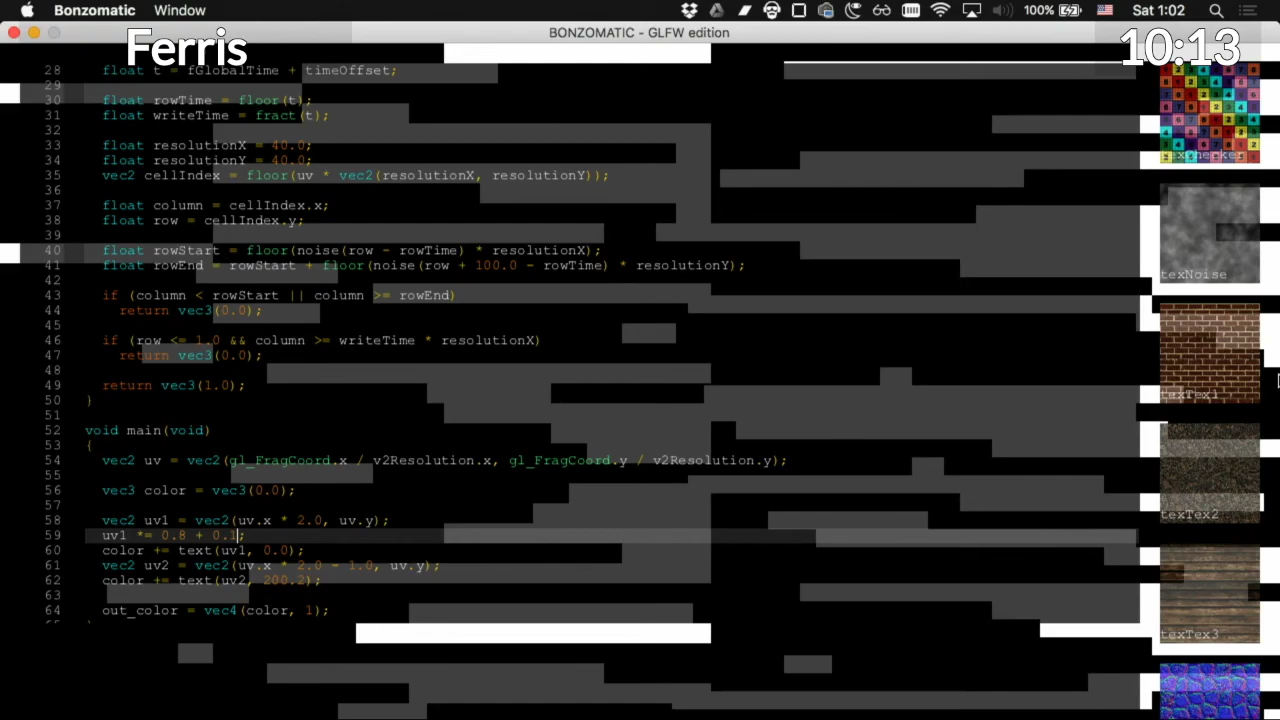 Bonzomatic Window 100% Sat 1:02
BONZOMATIC - GLFW edition
Ferris
10:13
28 float t = fGlobalTime + timeOffset;
29
30 float rowTime = floor(t);
31 float writeTime = fract(t);
32
33 float resolutionX = 40.0;
34 float resolutionY = 40.0;
35 vec2 cellIndex = floor(uv * vec2(resolutionX, resolutionY));
36
37 float column = cellIndex.x;
38 float row = cellIndex.y;
39
40 float rowStart = floor(noise(row - rowTime) * resolutionX);
41 float rowEnd = rowStart + floor(noise(row + 100.0 - rowTime) * resolutionY);
42
43 if (column < rowStart || column >= rowEnd)
44 return vec3(0.0);
45
46 if (row <= 1.0 && column >= writeTime * resolutionX)
47 return vec3(0.0);
48
49 return vec3(1.0);
50 }
51
52 void main(void)
53 {
54 vec2 uv = vec2(gl_FragCoord.x / v2Resolution.x, gl_FragCoord.y / v2Resolution.y);
55
56 vec3 color = vec3(0.0);
57
58 vec2 uv1 = vec2(uv.x * 2.0, uv.y);
59 uv1 *= 0.8 + 0.1;
60 color += text(uv1, 0.0);
61 vec2 uv2 = vec2(uv.x * 2.0 - 1.0, uv.y);
62 color += text(uv2, 200.2);
63
64 out_color = vec4(color, 1);
texChecker
texNoise
texTex1
texTex2
texTex3